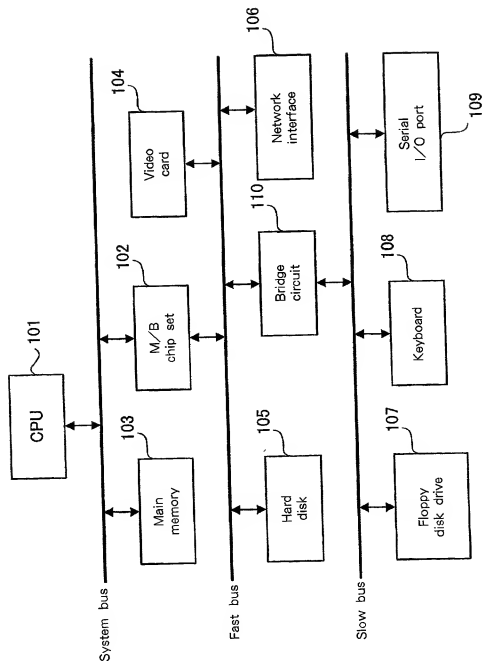 101
CPU
System bus
103
Main
memory
102
M/B
chip set
104
Video
card
Fast bus
105
Hard
disk
110
Bridge
circuit
106
Network
interface
Slow bus
107
Floppy
disk drive
108
Keyboard
Serial
I/O port
109